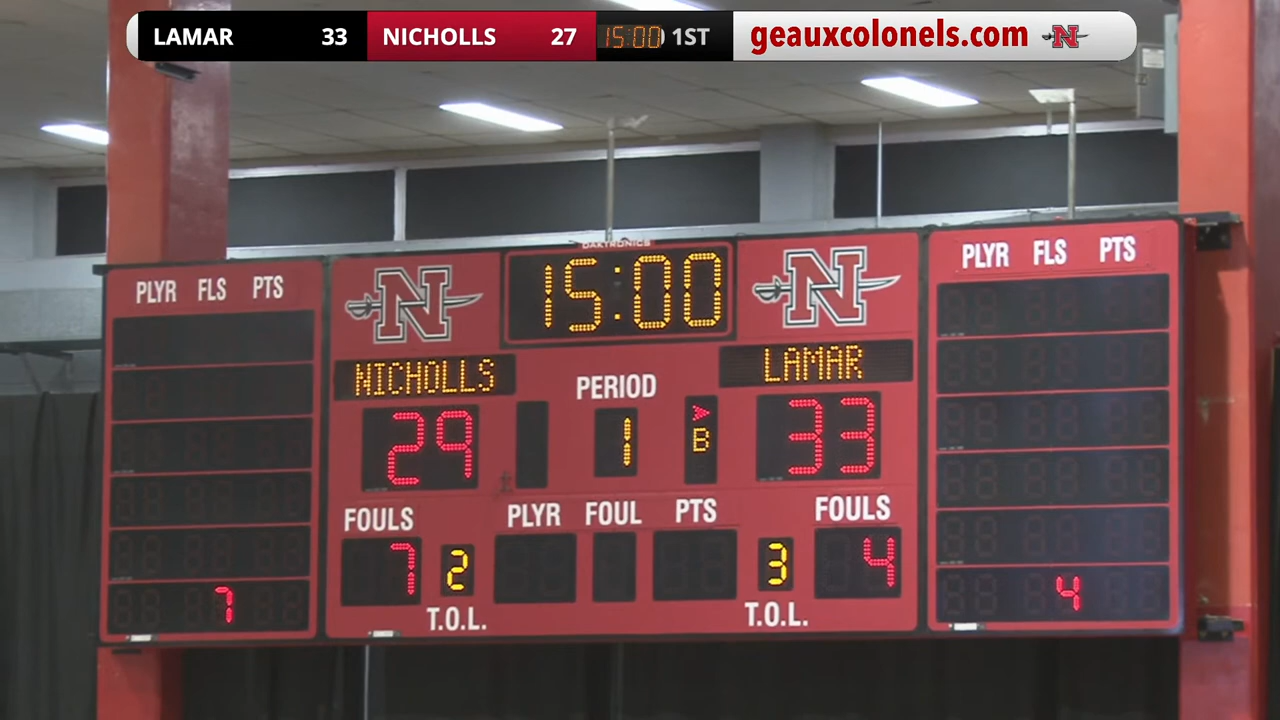 LAMAR 33 NICHOLLS 27 15:00 1ST geauxcolonels.com N
DAKTRONICS
PLYR FLS PTS
N 15:00 N
PLYR FLS PTS
NICHOLLS LAMAR
PERIOD
29 1 B 33
FOULS PLYR FOUL PTS FOULS
7 2 3 4
T.O.L. T.O.L.
7 4